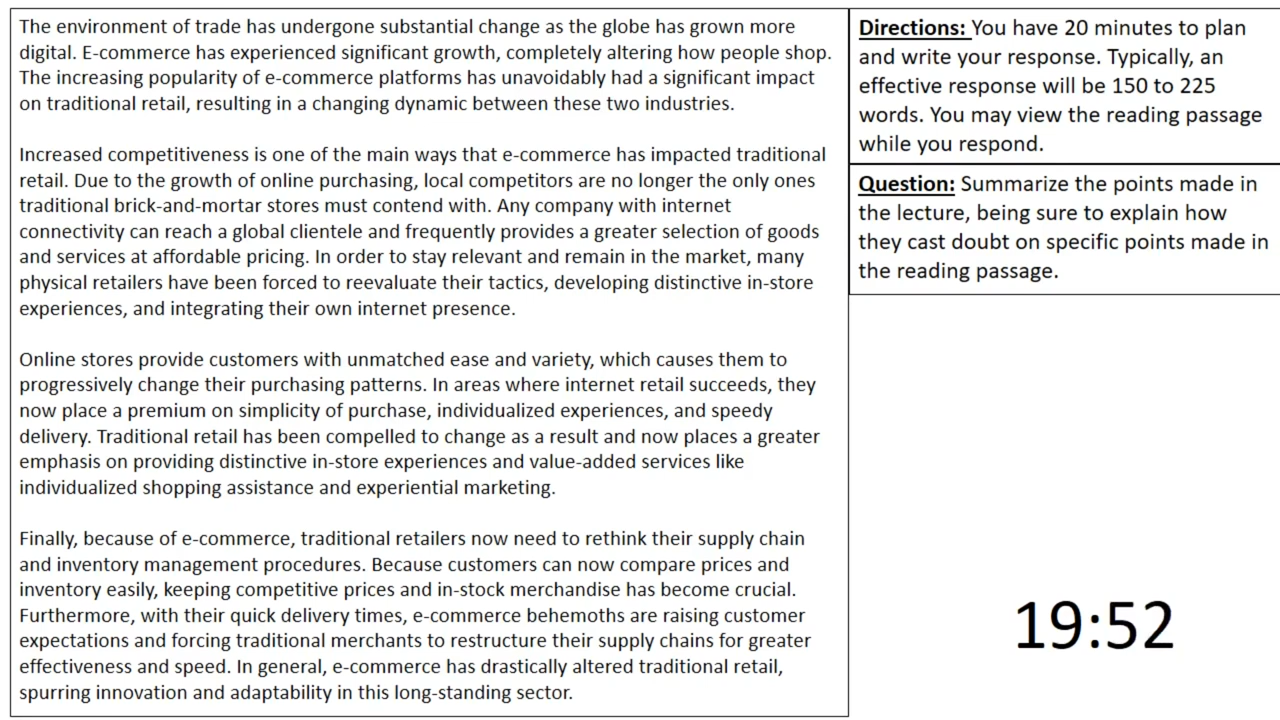 The environment of trade has undergone substantial change as the globe has grown more
digital. E-commerce has experienced significant growth, completely altering how people shop.
The increasing popularity of e-commerce platforms has unavoidably had a significant impact
on traditional retail, resulting in a changing dynamic between these two industries.

Increased competitiveness is one of the main ways that e-commerce has impacted traditional
retail. Due to the growth of online purchasing, local competitors are no longer the only ones
traditional brick-and-mortar stores must contend with. Any company with internet
connectivity can reach a global clientele and frequently provides a greater selection of goods
and services at affordable pricing. In order to stay relevant and remain in the market, many
physical retailers have been forced to reevaluate their tactics, developing distinctive in-store
experiences, and integrating their own internet presence.

Online stores provide customers with unmatched ease and variety, which causes them to
progressively change their purchasing patterns. In areas where internet retail succeeds, they
now place a premium on simplicity of purchase, individualized experiences, and speedy
delivery. Traditional retail has been compelled to change as a result and now places a greater
emphasis on providing distinctive in-store experiences and value-added services like
individualized shopping assistance and experiential marketing.

Finally, because of e-commerce, traditional retailers now need to rethink their supply chain
and inventory management procedures. Because customers can now compare prices and
inventory easily, keeping competitive prices and in-stock merchandise has become crucial.
Furthermore, with their quick delivery times, e-commerce behemoths are raising customer
expectations and forcing traditional merchants to restructure their supply chains for greater
effectiveness and speed. In general, e-commerce has drastically altered traditional retail,
spurring innovation and adaptability in this long-standing sector.

Directions: You have 20 minutes to plan
and write your response. Typically, an
effective response will be 150 to 225
words. You may view the reading passage
while you respond.

Question: Summarize the points made in
the lecture, being sure to explain how
they cast doubt on specific points made in
the reading passage.

19:52